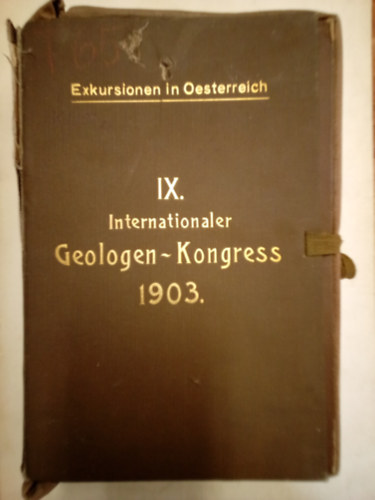 Exkursionen in Oesterreich
IX.
Internationaler
Geologen-Kongress
1903.